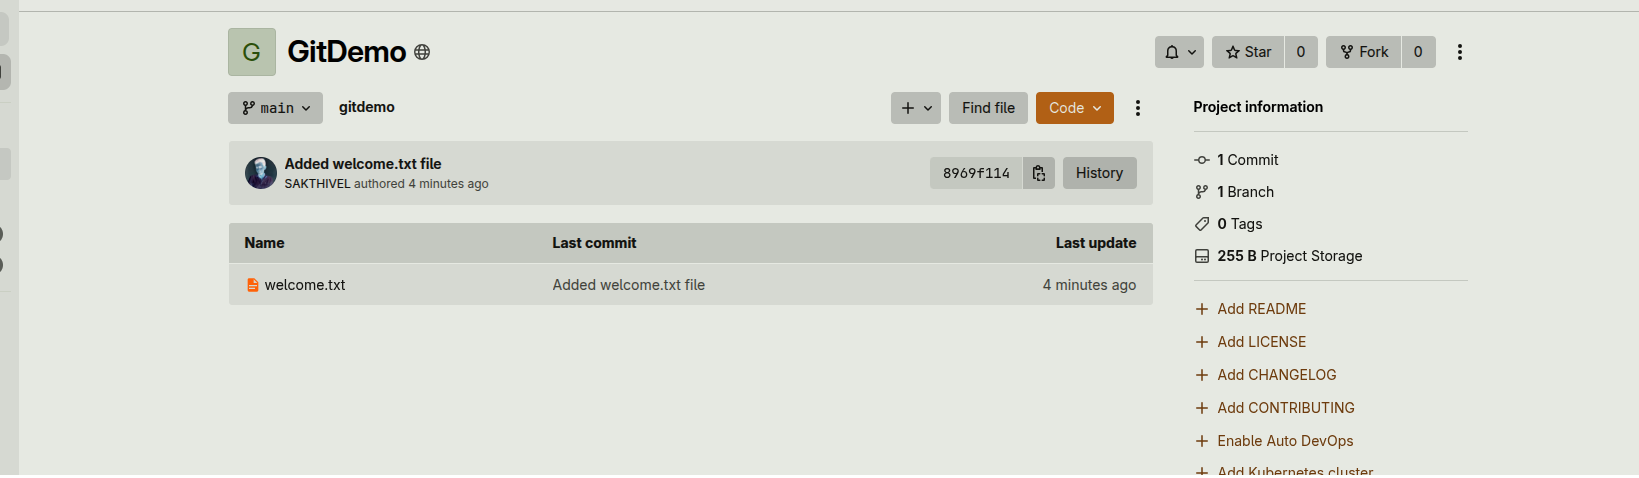 G GitDemo
Star 0 Fork 0
main gitdemo Find file Code
Added welcome.txt file
SAKTHIVEL authored 4 minutes ago
8969f114 History
Name Last commit Last update
welcome.txt Added welcome.txt file 4 minutes ago
Project information
1 Commit
1 Branch
0 Tags
255 B Project Storage
Add README
Add LICENSE
Add CHANGELOG
Add CONTRIBUTING
Enable Auto DevOps
Add Kubernetes cluster